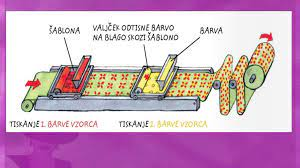 ŠABLONA
VALJČEK ODTISNE BARVO
NA BLAGO SKOZI ŠABLONO
BARVA
TISKANJE 1. BARVE VZORCA
TISKANJE 2. BARVE VZORCA